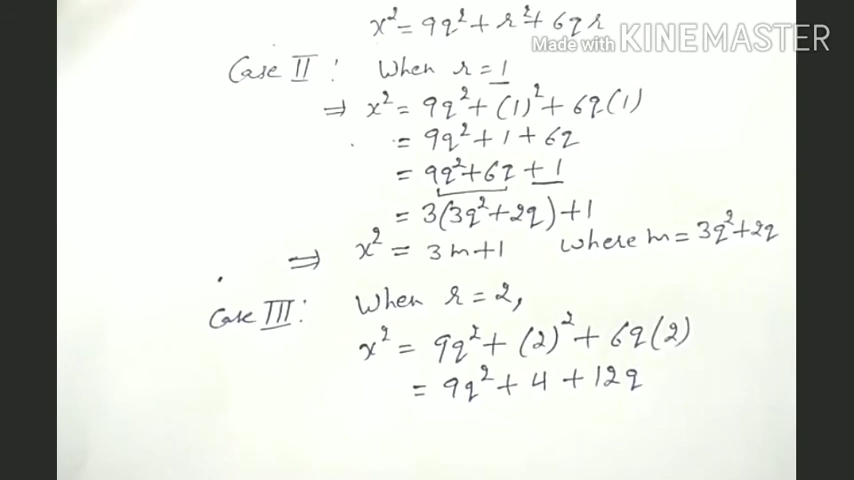 x² = 9q² + r² + 6qr
Made with KINEMASTER
Case II : When r = 1
⇒ x² = 9q² + (1)² + 6q(1)
= 9q² + 1 + 6q
= 9q² + 6q + 1
= 3(3q² + 2q) + 1
⇒ x² = 3m + 1 where m = 3q² + 2q
Case III : When r = 2,
x² = 9q² + (2)² + 6q(2)
= 9q² + 4 + 12q